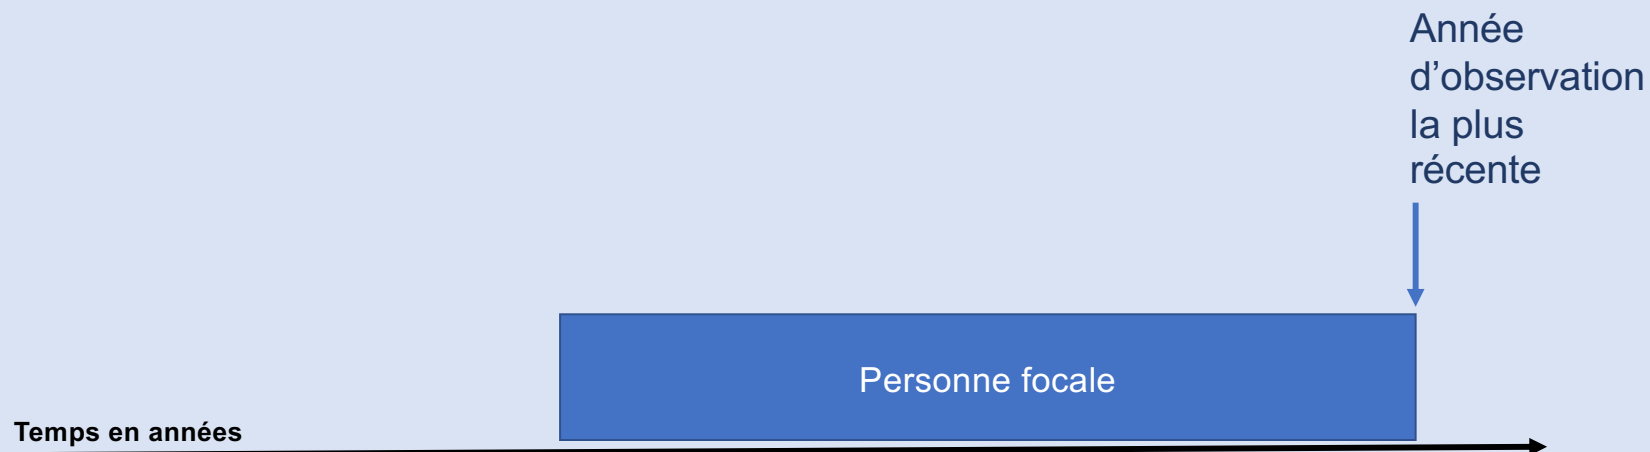 Année
d’observation
la plus
récente
Personne focale
Temps en années